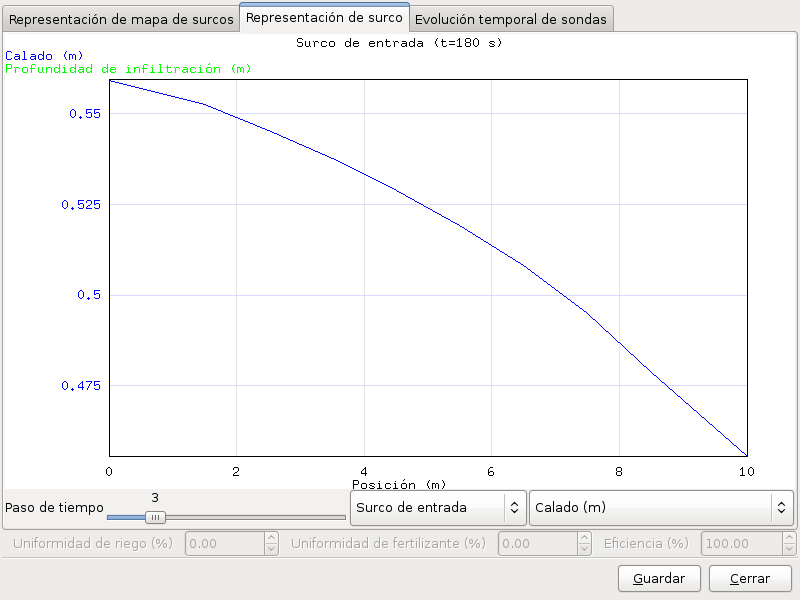 Representación de mapa de surcos Representación de surco Evolución temporal de sondas
Surco de entrada (t=180 s)
Calado (m)
Profundidad de infiltración (m)
0.55
0.525
0.5
0.475
0 2 4 6 8 10
Posición (m)
Paso de tiempo 3 Surco de entrada Calado (m)
Uniformidad de riego (%) 0.00 Uniformidad de fertilizante (%) 0.00 Eficiencia (%) 100.00
Guardar Cerrar